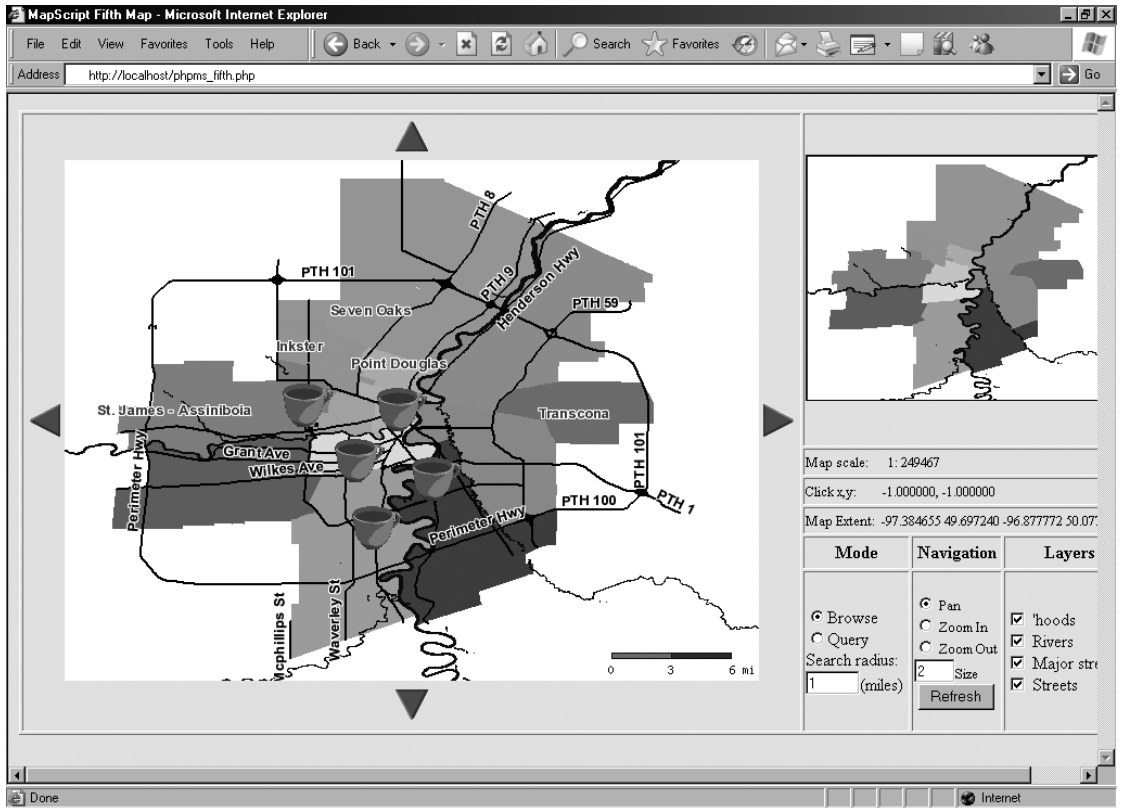 MapScript Fifth Map - Microsoft Internet Explorer
File Edit View Favorites Tools Help Back Search Favorites
Address http://localhost/phpms_fifth.php Go
PTH 8
PTH 101
PTH 9
Henderson Hwy
PTH 59
Seven Oaks
Inkster
Point Douglas
St. James - Assiniboia
Transcona
Grant Ave
Wilkes Ave
Perimeter Hwy
PTH 101
PTH 1
PTH 100
Perimeter Hwy
Mcphillips St
Waverley St
0 3 6 mi
Map scale: 1: 249467
Click x,y: -1.000000, -1.000000
Map Extent: -97.384655 49.697240 -96.877772 50.077
Mode Navigation Layers
Browse
Query
Search radius:
1 (miles)
Pan
Zoom In
Zoom Out
2 Size
Refresh
'hoods
Rivers
Major stre
Streets
Done Internet